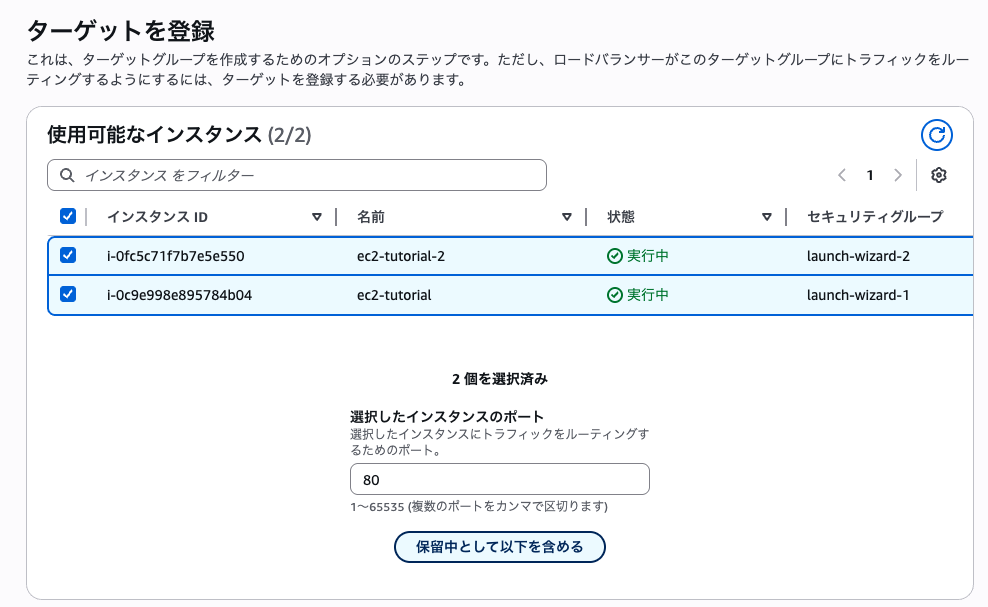 ターゲットを登録
これは、ターゲットグループを作成するためのオプションのステップです。ただし、ロードバランサーがこのターゲットグループにトラフィックをルー
ティングするようにするには、ターゲットを登録する必要があります。
使用可能なインスタンス (2/2)
インスタンス をフィルター
1
インスタンス ID 名前 状態 セキュリティグループ
i-0fc5c71f7b7e5e550 ec2-tutorial-2 実行中 launch-wizard-2
i-0c9e998e895784b04 ec2-tutorial 実行中 launch-wizard-1
2 個を選択済み
選択したインスタンスのポート
選択したインスタンスにトラフィックをルーティングす
るためのポート。
80
1～65535 (複数のポートをカンマで区切ります)
保留中として以下を含める